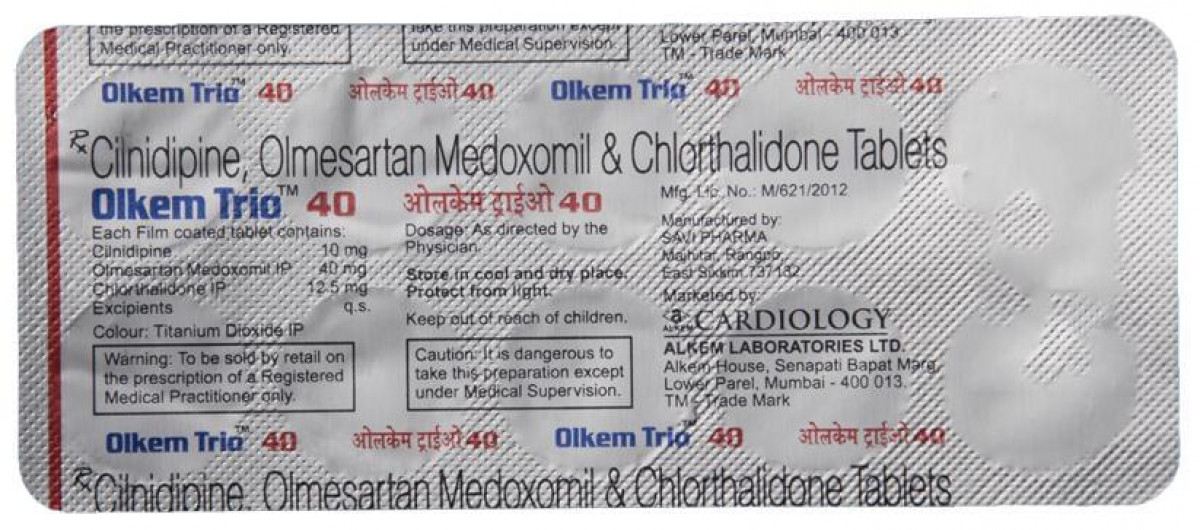 the prescription of a Registered
Medical Practitioner only.
take this preparation except
under Medical Supervision.
Lower Parel, Mumbai - 400 013.
TM - Trade Mark
Olkem Trio™ 40 ओलकेम ट्राईओ 40 Olkem Trio™ 40 ओलकेम ट्राईओ 40
Rx Cilnidipine, Olmesartan Medoxomil & Chlorthalidone Tablets
Olkem Trio™ 40 ओलकेम ट्राईओ 40
Each Film coated tablet contains:
Cilnidipine 10 mg
Olmesartan Medoxomil IP 40 mg
Chlorthalidone IP 12.5 mg
Excipients q.s.
Colour: Titanium Dioxide IP
Warning: To be sold by retail on
the prescription of a Registered
Medical Practitioner only.
Dosage: As directed by the
Physician.
Store in cool and dry place.
Protect from light.
Keep out of reach of children.
Caution: It is dangerous to
take this preparation except
under Medical Supervision.
Mfg. Lic. No.: M/621/2012
Manufactured by:
SAVI PHARMA
Majhitar, Rangpo,
East Sikkim 737132
Marketed by:
a ALKEM CARDIOLOGY
ALKEM LABORATORIES LTD.
Alkem House, Senapati Bapat Marg,
Lower Parel, Mumbai - 400 013.
TM - Trade Mark
Olkem Trio™ 40 ओलकेम ट्राईओ 40 Olkem Trio™ 40 ओलकेम ट्राईओ 40
Rx Cilnidipine, Olmesartan Medoxomil & Chlorthalidone Tablets